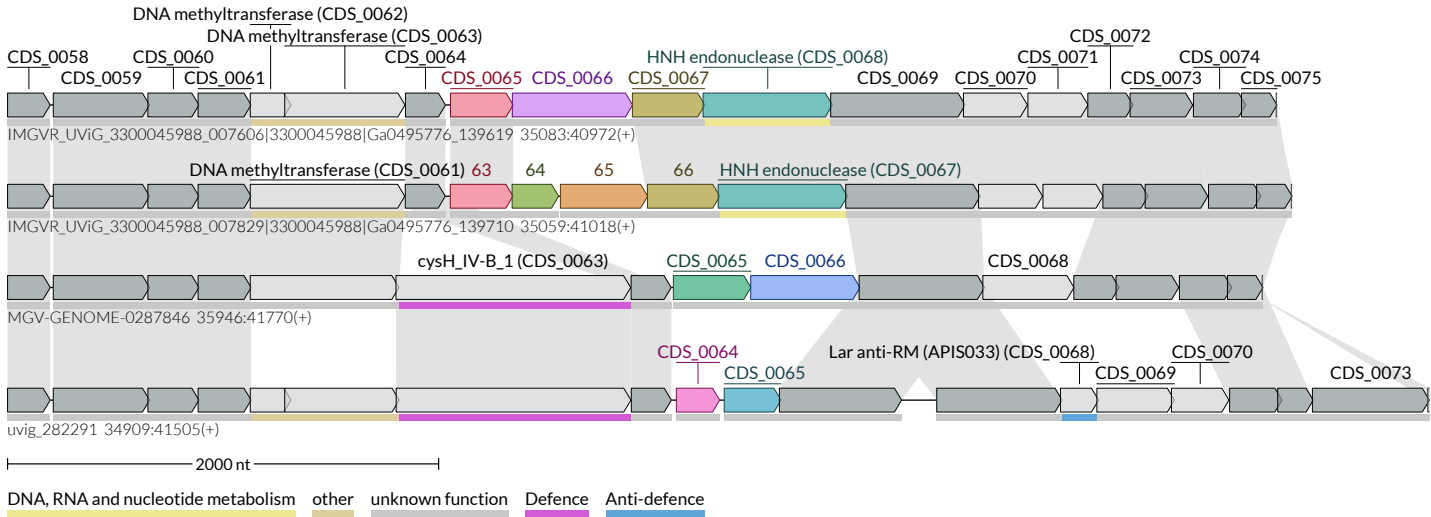 DNA methyltransferase (CDS_0062)
DNA methyltransferase (CDS_0063)
CDS_0072
CDS_0058 CDS_0060 CDS_0064 HNH endonuclease (CDS_0068) CDS_0071 CDS_0074
CDS_0059 CDS_0061 CDS_0065 CDS_0066 CDS_0067 CDS_0069 CDS_0070 CDS_0073 CDS_0075
IMGVR_UViG_3300045988_007606|3300045988|Ga0495776_139619 35083:40972(+)
DNA methyltransferase (CDS_0061) 63 64 65 66 HNH endonuclease (CDS_0067)
IMGVR_UViG_3300045988_007829|3300045988|Ga0495776_139710 35059:41018(+)
cysH_IV-B_1 (CDS_0063) CDS_0065 CDS_0066 CDS_0068
MGV-GENOME-0287846 35946:41770(+)
CDS_0064 Lar anti-RM (APIS033) (CDS_0068) CDS_0070
CDS_0065 CDS_0069 CDS_0073
uvig_282291 34909:41505(+)
2000 nt
DNA, RNA and nucleotide metabolism other unknown function Defence Anti-defence